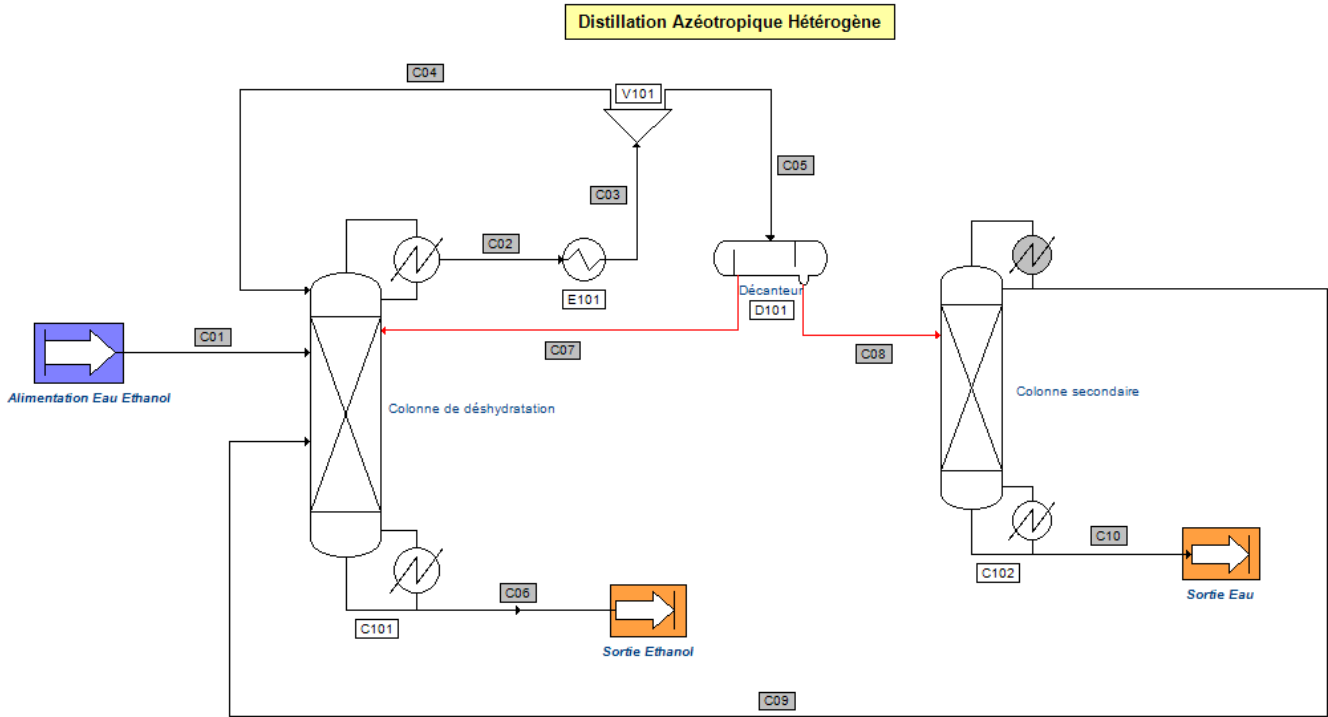 Distillation Azéotropique Hétérogène
C04
V101
C05
C03
C02
E101
Décanteur
D101
C01
C07
C08
Alimentation Eau Ethanol
Colonne de déshydratation
Colonne secondaire
C10
C102
C06
Sortie Eau
C101
Sortie Ethanol
C09